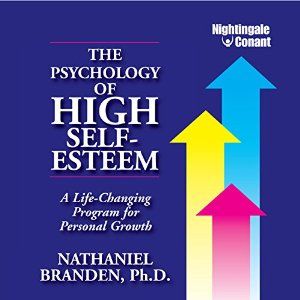 Nightingale
Conant
THE
PSYCHOLOGY
OF
HIGH
SELF-
ESTEEM
A Life-Changing
Program for
Personal Growth
NATHANIEL
BRANDEN, Ph.D.